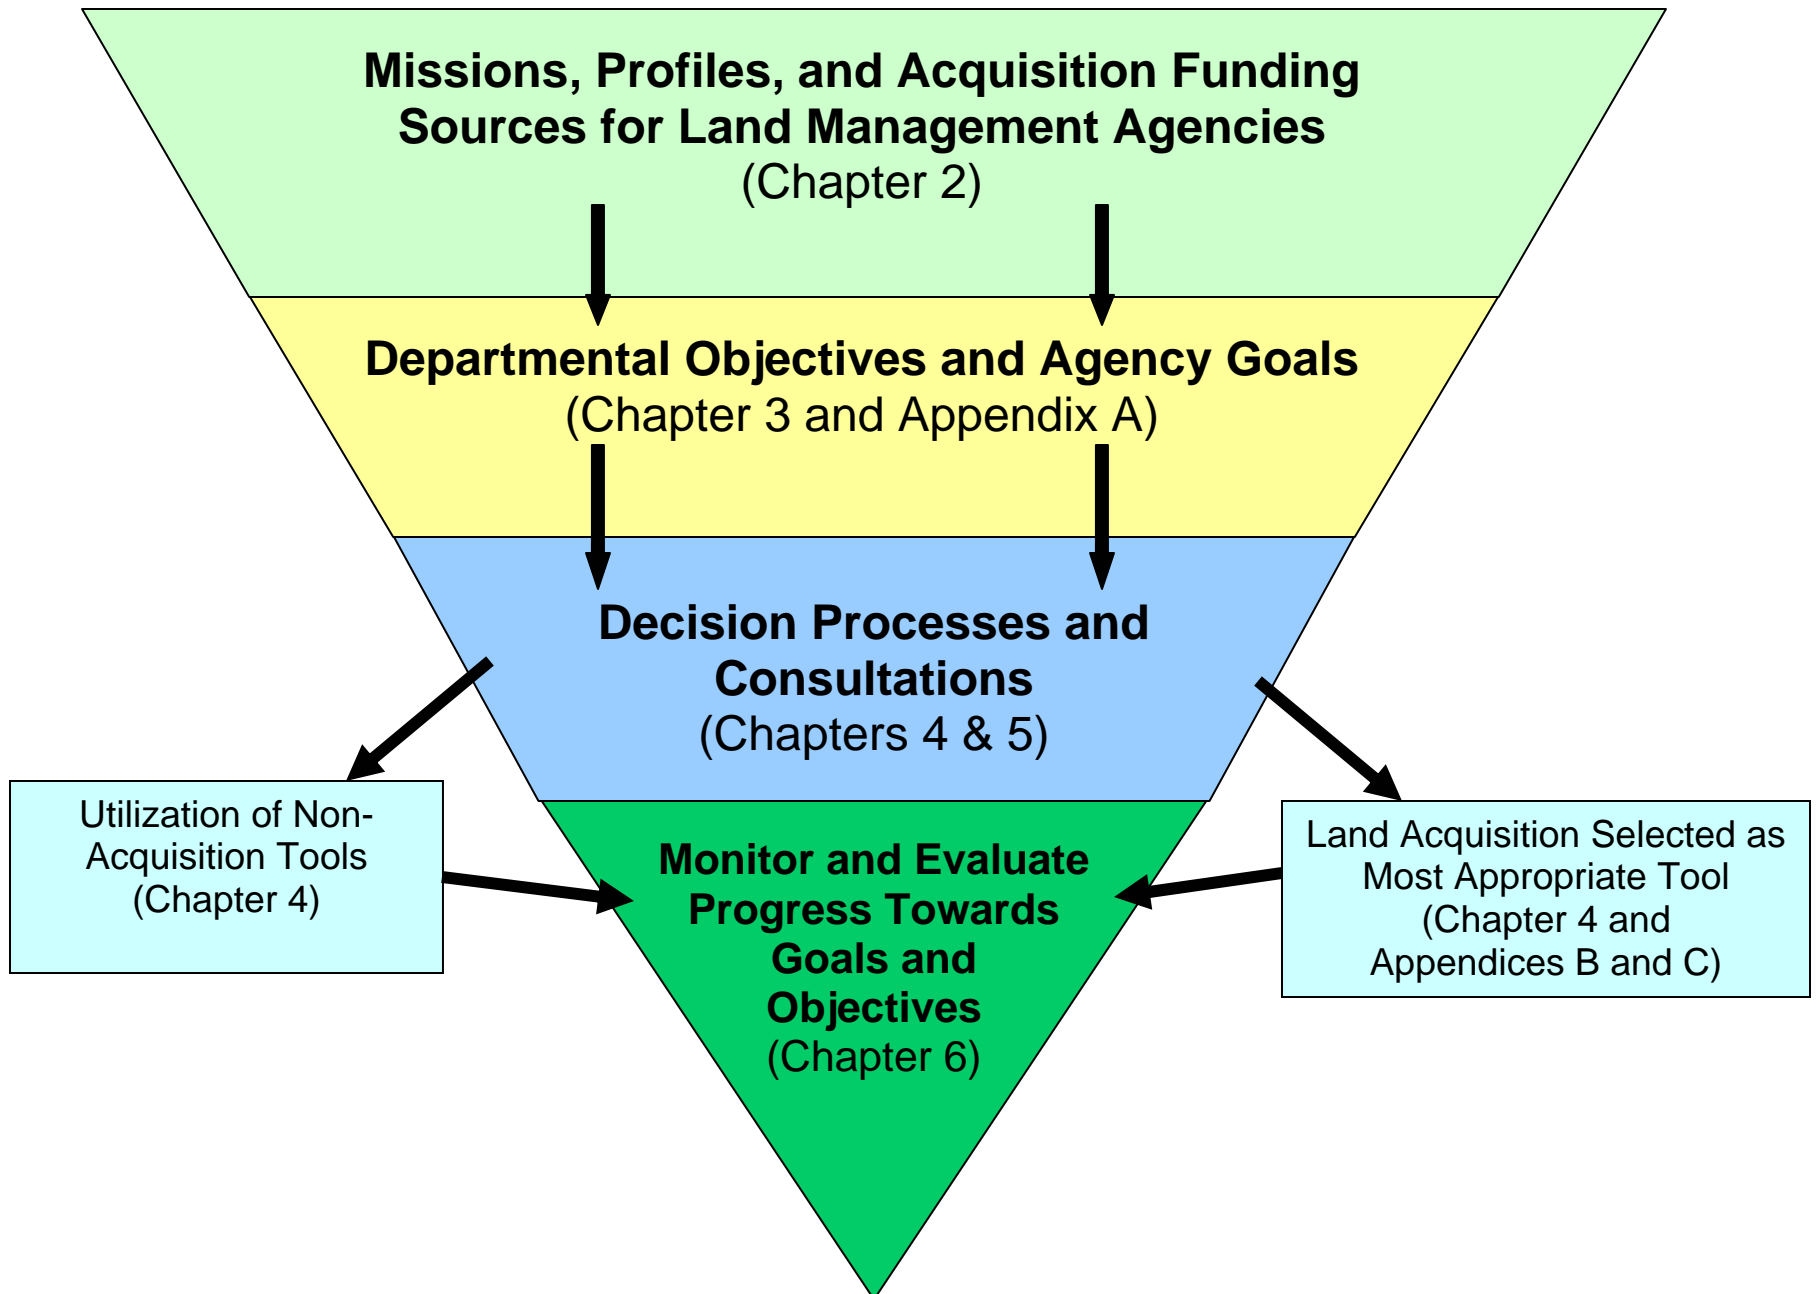 Missions, Profiles, and Acquisition Funding
Sources for Land Management Agencies
(Chapter 2)
Departmental Objectives and Agency Goals
(Chapter 3 and Appendix A)
Decision Processes and
Consultations
(Chapters 4 & 5)
Utilization of Non-
Acquisition Tools
(Chapter 4)
Monitor and Evaluate
Progress Towards
Goals and
Objectives
(Chapter 6)
Land Acquisition Selected as
Most Appropriate Tool
(Chapter 4 and
Appendices B and C)